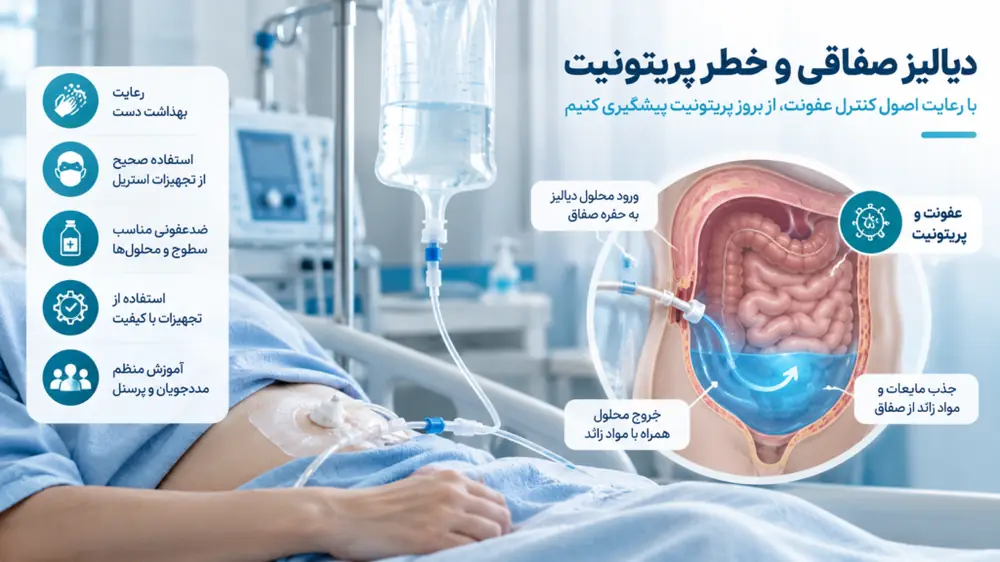 دیالیز صفاقی و خطر پریتونیت
با رعایت اصول کنترل عفونت، از بروز پریتونیت پیشگیری کنیم
عفونت و
پریتونیت
ورود محلول دیالیز
به حفره صفاق
جذب مایعات و
مواد زائد از صفاق
خروج محلول
همراه با مواد زائد
رعایت
بهداشت دست
استفاده صحیح
از تجهیزات استریل
ضدعفونی مناسب
سطوح و محلول‌ها
استفاده از
تجهیزات با کیفیت
آموزش منظم
مددجویان و پرسنل